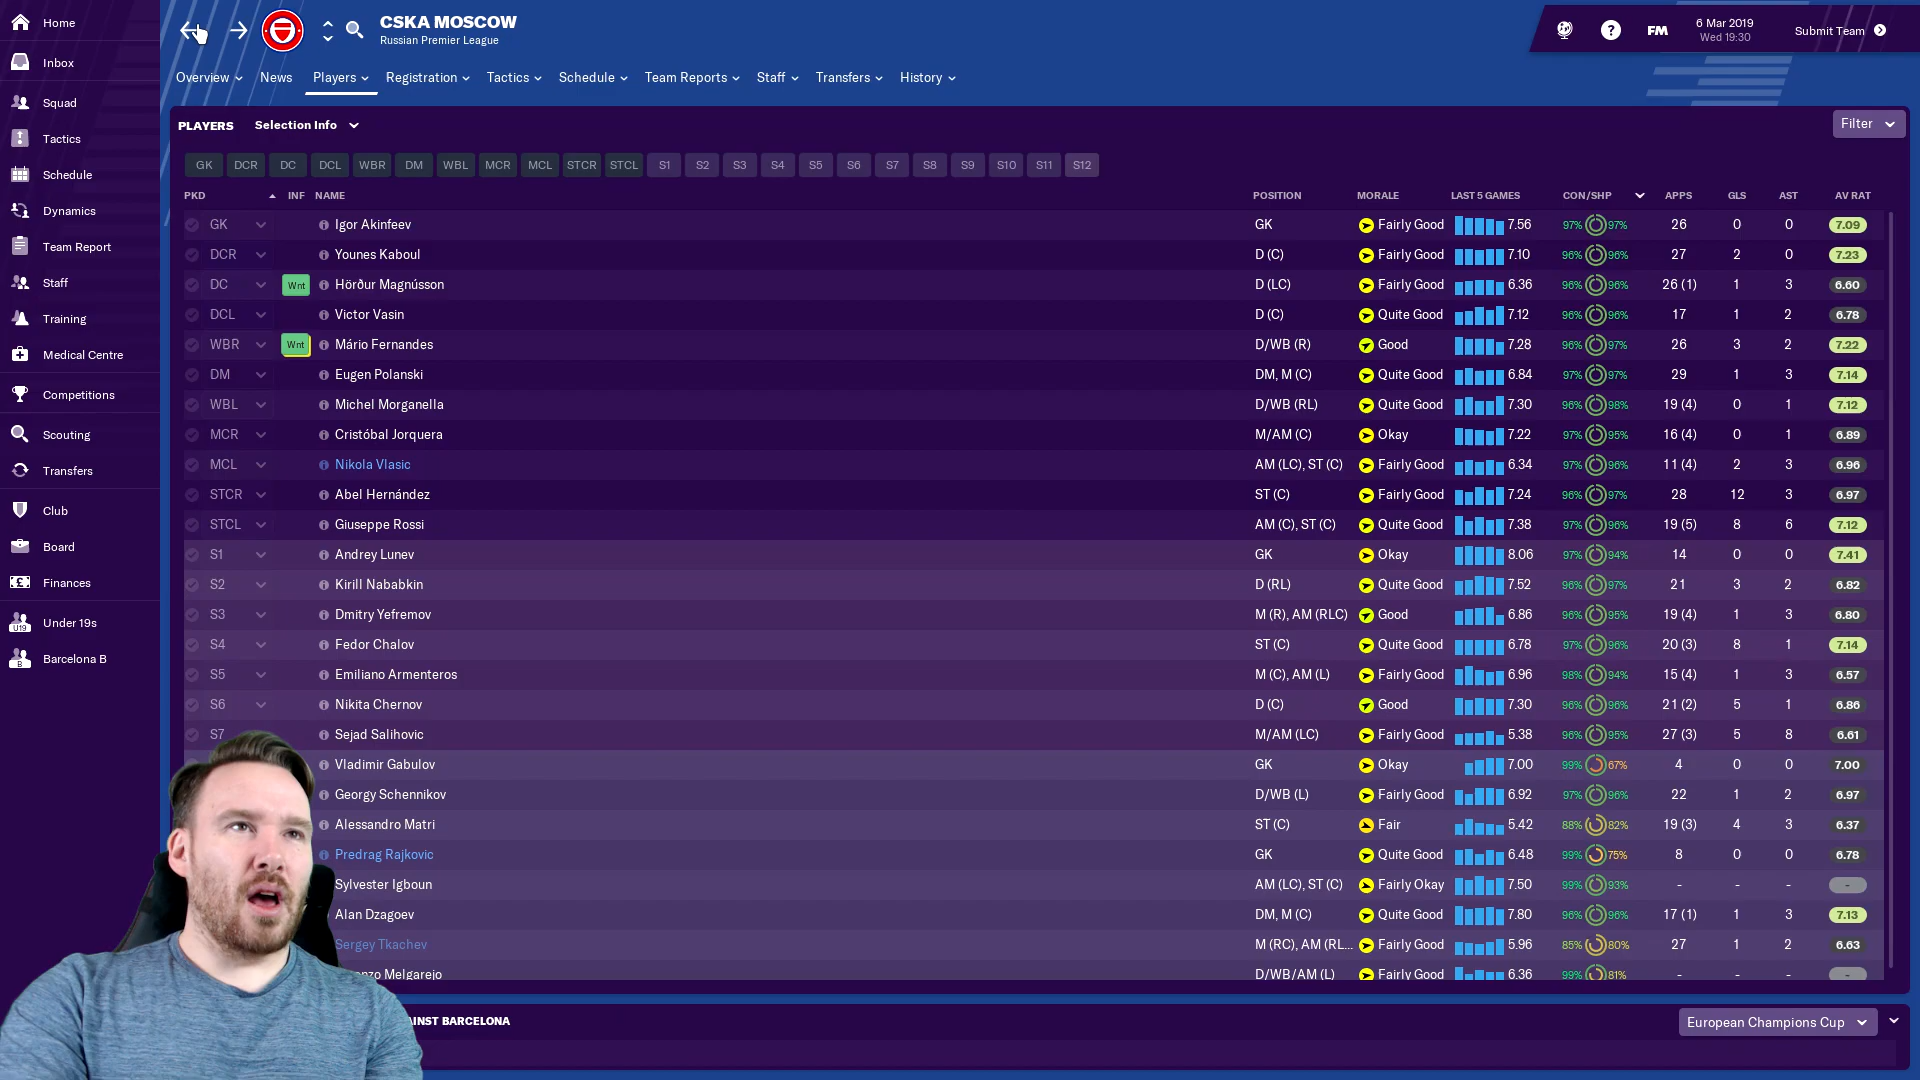 Home
Inbox
Squad
Tactics
Schedule
Dynamics
Team Report
Staff
Training
Medical Centre
Competitions
Scouting
Transfers
Club
Board
Finances
U19
Under 19s
B
Barcelona B
CSKA MOSCOW
Russian Premier League
? FM 6 Mar 2019 Submit Team
Wed 19:30
Overview News Players Registration Tactics Schedule Team Reports Staff Transfers History
PLAYERS Selection Info Filter
GK DCR DC DCL WBR DM WBL MCR MCL STCR STCL S1 S2 S3 S4 S5 S6 S7 S8 S9 S10 S11 S12
PKD INF NAME POSITION MORALE LAST 5 GAMES CON/SHP APPS GLS AST AV RAT
GK Igor Akinfeev GK Fairly Good 7.56 97% 97% 26 0 0 7.09
DCR Younes Kaboul D (C) Fairly Good 7.10 96% 96% 27 2 0 7.23
DC Wnt Hörður Magnússon D (LC) Fairly Good 6.36 96% 96% 26 (1) 1 3 6.60
DCL Victor Vasin D (C) Quite Good 7.12 96% 96% 17 1 2 6.78
WBR Wnt Mário Fernandes D/WB (R) Good 7.28 96% 97% 26 3 2 7.22
DM Eugen Polanski DM, M (C) Quite Good 6.84 97% 97% 29 1 3 7.14
WBL Michel Morganella D/WB (RL) Quite Good 7.30 96% 98% 19 (4) 0 1 7.12
MCR Cristóbal Jorquera M/AM (C) Okay 7.22 97% 95% 16 (4) 0 1 6.89
MCL Nikola Vlasic AM (LC), ST (C) Fairly Good 6.34 97% 96% 11 (4) 2 3 6.96
STCR Abel Hernández ST (C) Fairly Good 7.24 96% 97% 28 12 3 6.97
STCL Giuseppe Rossi AM (C), ST (C) Quite Good 7.38 97% 96% 19 (5) 8 6 7.12
S1 Andrey Lunev GK Okay 8.06 97% 94% 14 0 0 7.41
S2 Kirill Nababkin D (RL) Quite Good 7.52 96% 97% 21 3 2 6.82
S3 Dmitry Yefremov M (R), AM (RLC) Good 6.86 96% 95% 19 (4) 1 3 6.80
S4 Fedor Chalov ST (C) Quite Good 6.78 97% 96% 20 (3) 8 1 7.14
S5 Emiliano Armenteros M (C), AM (L) Fairly Good 6.96 98% 94% 15 (4) 1 3 6.57
S6 Nikita Chernov D (C) Good 7.30 96% 96% 21 (2) 5 1 6.86
S7 Sejad Salihovic M/AM (LC) Fairly Good 5.38 96% 95% 27 (3) 5 8 6.61
Vladimir Gabulov GK Okay 7.00 99% 67% 4 0 0 7.00
Georgy Schennikov D/WB (L) Fairly Good 6.92 97% 96% 22 1 2 6.97
Alessandro Matri ST (C) Fair 5.42 88% 82% 19 (3) 4 3 6.37
Predrag Rajkovic GK Quite Good 6.48 99% 75% 8 0 0 6.78
Sylvester Igboun AM (LC), ST (C) Fairly Okay 7.50 99% 93% - - - -
Alan Dzagoev DM, M (C) Quite Good 7.80 96% 96% 17 (1) 1 3 7.13
Sergey Tkachev M (RC), AM (RL... Fairly Good 5.96 85% 80% 27 1 2 6.63
enzo Melgarejo D/WB/AM (L) Fairly Good 6.36 99% 81% - - - -
AINST BARCELONA European Champions Cup